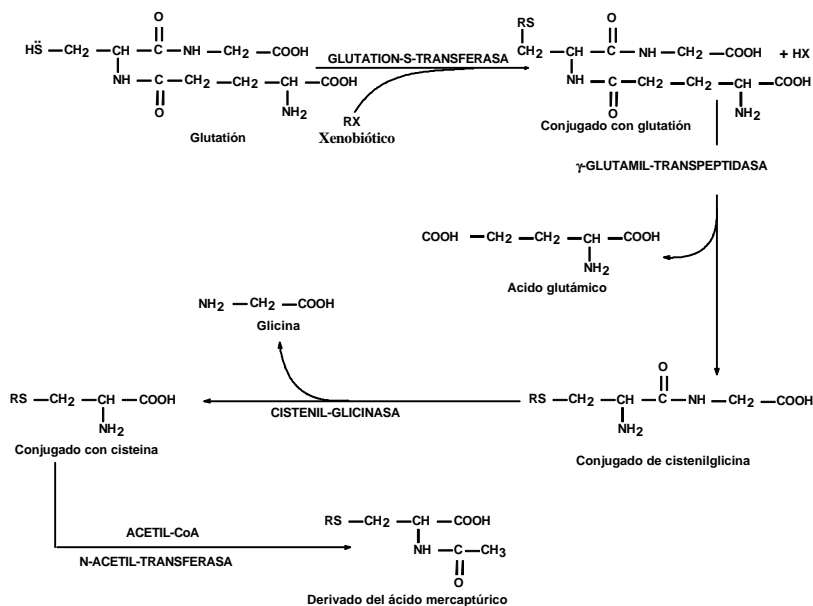 HS̈ —CH2 —CH —C —NH —CH2 —COOH
O
NH —C —CH2 —CH2 —CH —COOH
O
NH2
Glutatión
GLUTATION-S-TRANSFERASA
RX
Xenobiótico
RS
CH2 —CH —C —NH —CH2 —COOH
O
+ HX
NH —C —CH2 —CH2 —CH —COOH
O
NH2
Conjugado con glutatión
γ-GLUTAMIL-TRANSPEPTIDASA
COOH —CH2 —CH2 —CH —COOH
NH2
Acido glutámico
NH2 —CH2 —COOH
Glicina
RS —CH2 —CH —COOH
NH2
Conjugado con cisteina
CISTENIL-GLICINASA
O
RS —CH2 —CH —C —NH —CH2 —COOH
NH2
Conjugado de cistenilglicina
ACETIL-CoA
N-ACETIL-TRANSFERASA
RS —CH2 —CH —COOH
NH —C —CH3
O
Derivado del ácido mercaptúrico